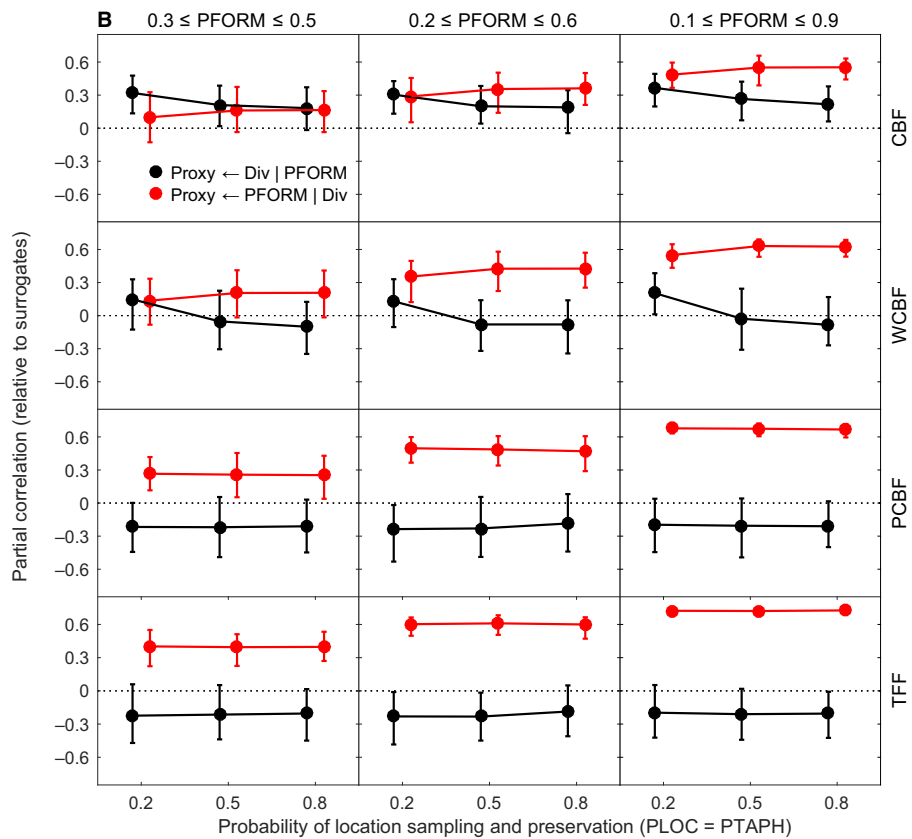 B
0.3 ≤ PFORM ≤ 0.5
0.2 ≤ PFORM ≤ 0.6
0.1 ≤ PFORM ≤ 0.9
0.6
0.3
0
−0.3
−0.6
Proxy ← Div | PFORM
Proxy ← PFORM | Div
CBF
0.6
0.3
0
−0.3
−0.6
WCBF
0.6
0.3
0
−0.3
−0.6
PCBF
0.6
0.3
0
−0.3
−0.6
TFF
Partial correlation (relative to surrogates)
0.2 0.5 0.8 0.2 0.5 0.8 0.2 0.5 0.8
Probability of location sampling and preservation (PLOC = PTAPH)